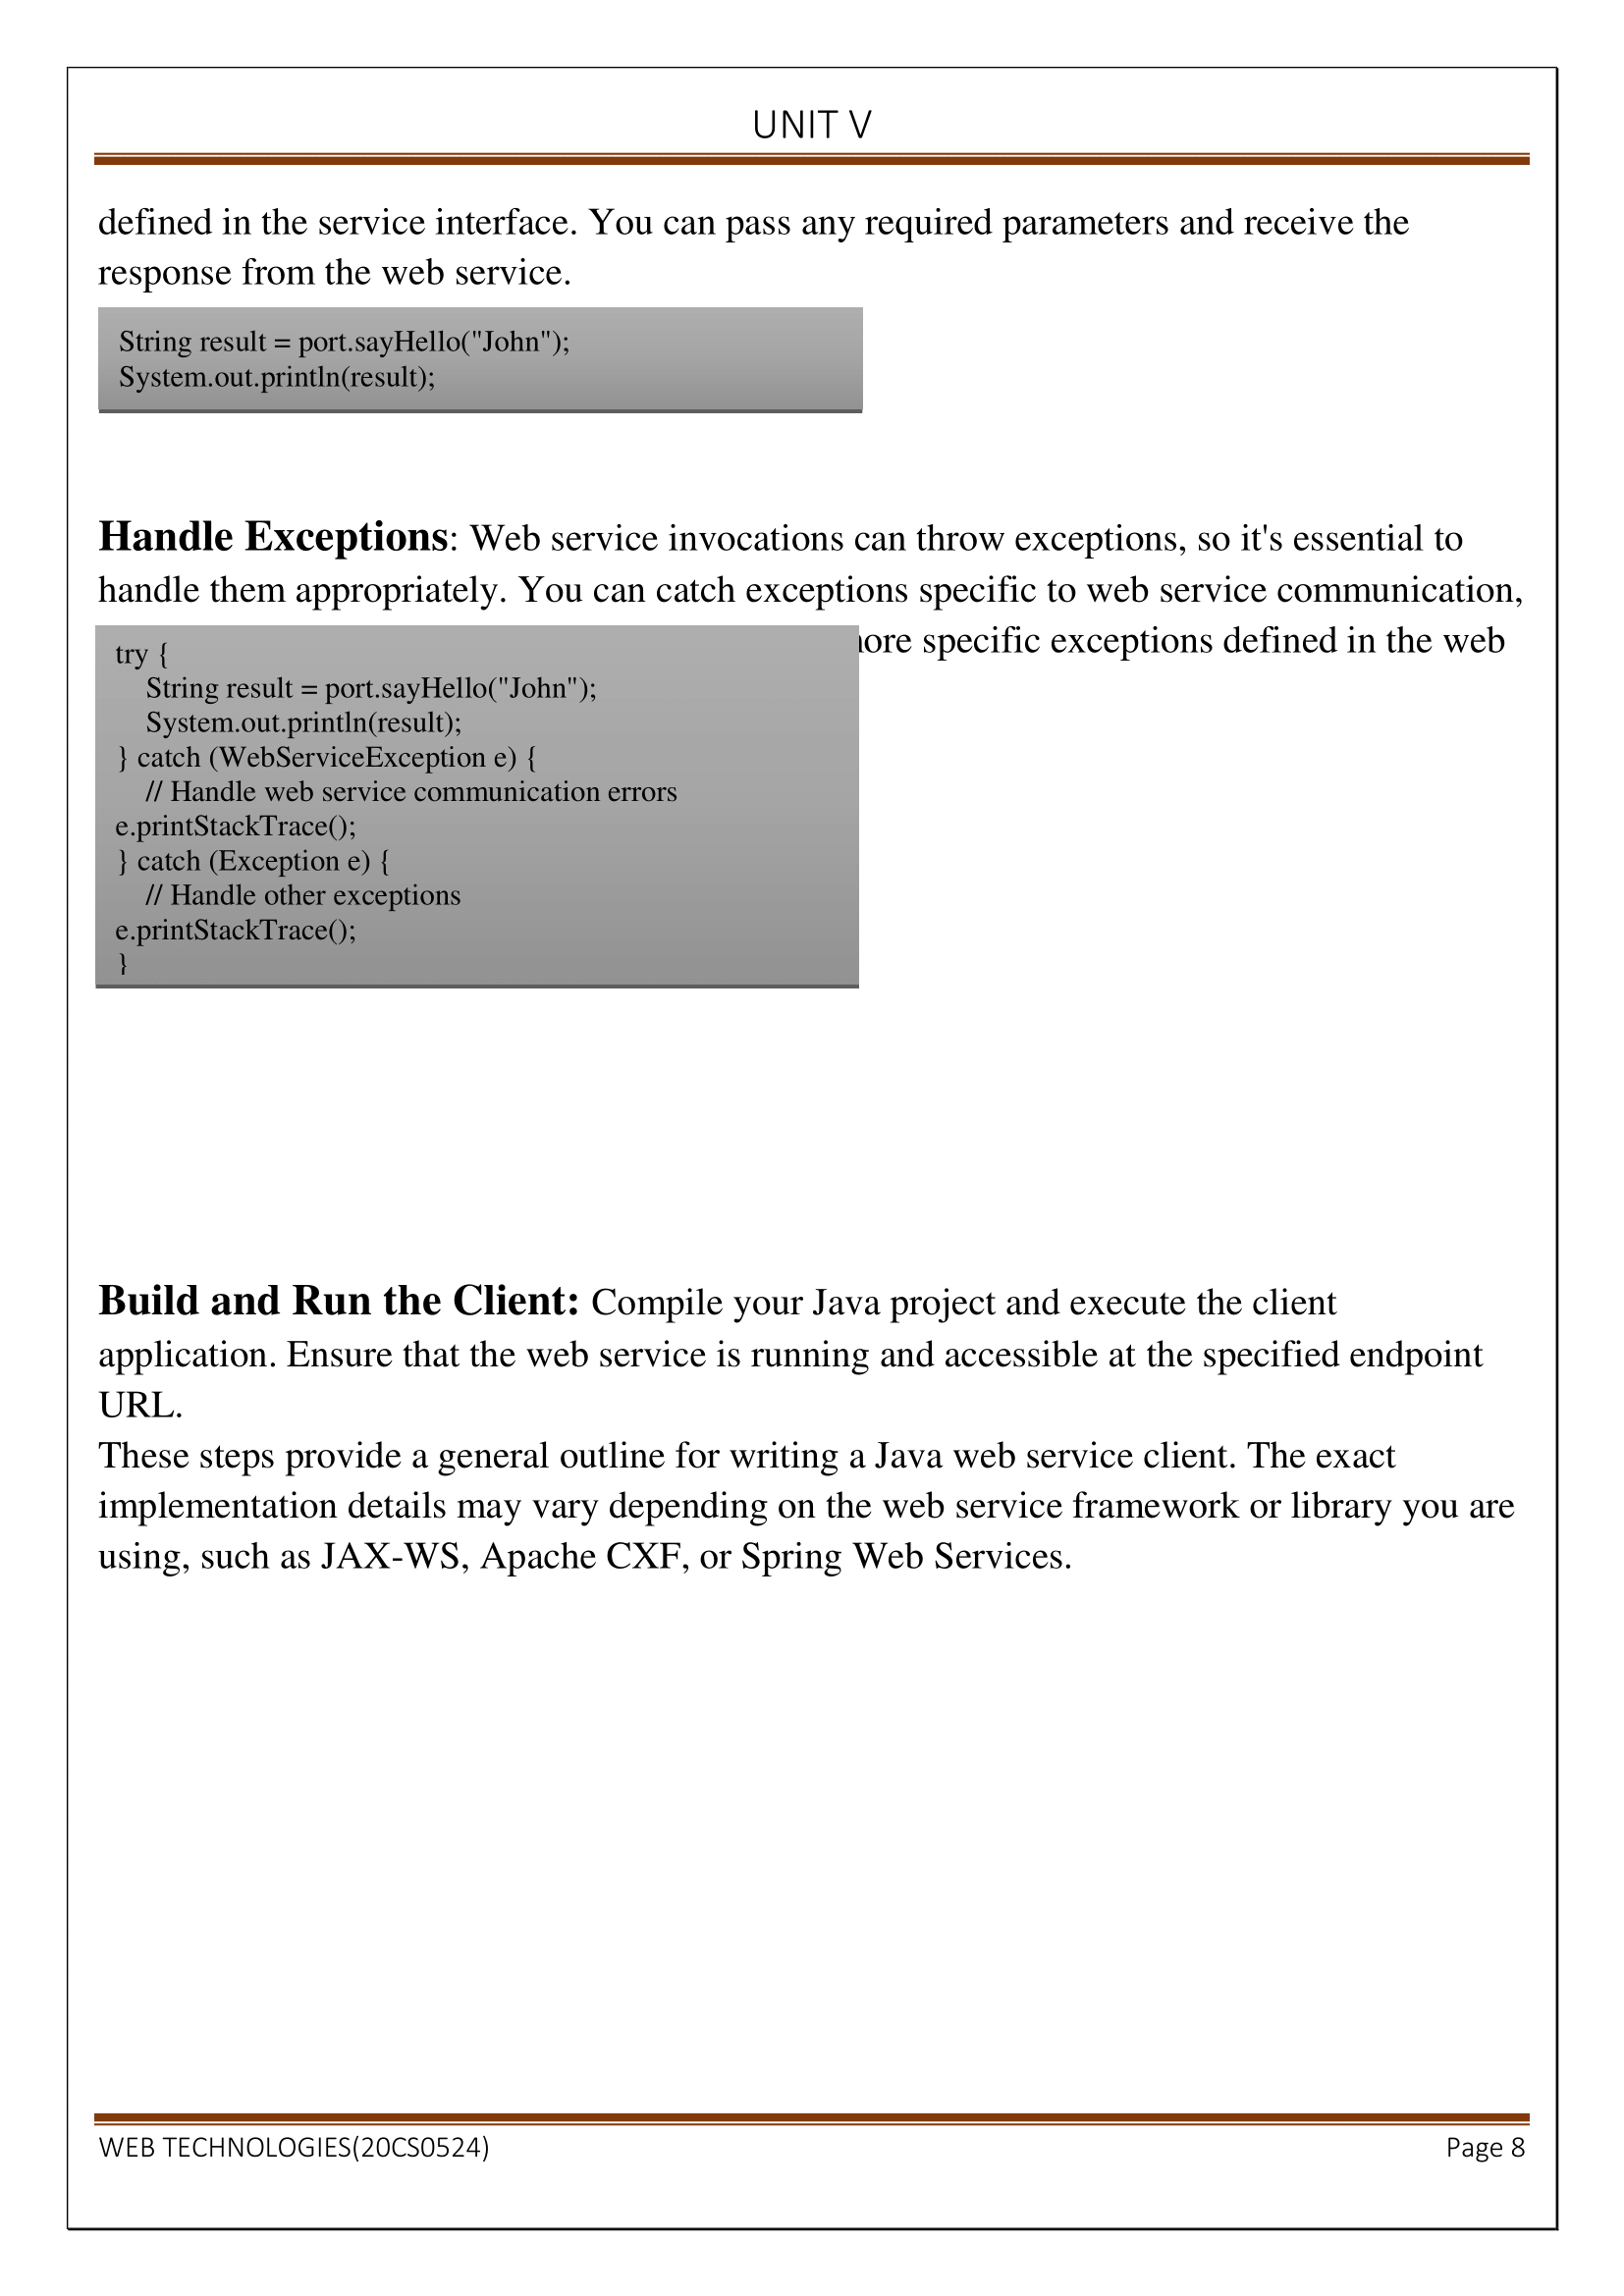 UNIT V
defined in the service interface. You can pass any required parameters and receive the
response from the web service.
String result = port.sayHello("John");
System.out.println(result);
Handle Exceptions: Web service invocations can throw exceptions, so it's essential to
handle them appropriately. You can catch exceptions specific to web service communication,
specific exceptions defined in the web
try {
String result = port.sayHello("John");
System.out.println(result);
} catch (WebServiceException e) {
// Handle web service communication errors
e.printStackTrace();
} catch (Exception e) {
// Handle other exceptions
e.printStackTrace();
}
Build and Run the Client: Compile your Java project and execute the client
application. Ensure that the web service is running and accessible at the specified endpoint
URL.
These steps provide a general outline for writing a Java web service client. The exact
implementation details may vary depending on the web service framework or library you are
using, such as JAX-WS, Apache CXF, or Spring Web Services.
WEB TECHNOLOGIES(20CS0524)
Page 8